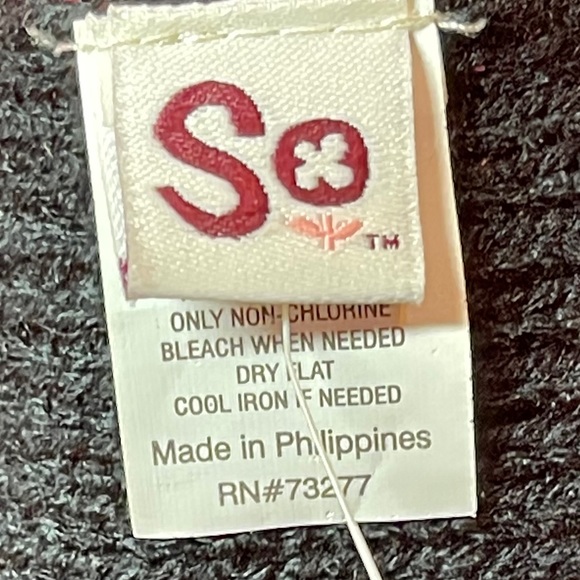 So
TM
ONLY NON-CHLORINE
BLEACH WHEN NEEDED
DRY FLAT
COOL IRON IF NEEDED
Made in Philippines
RN#73277